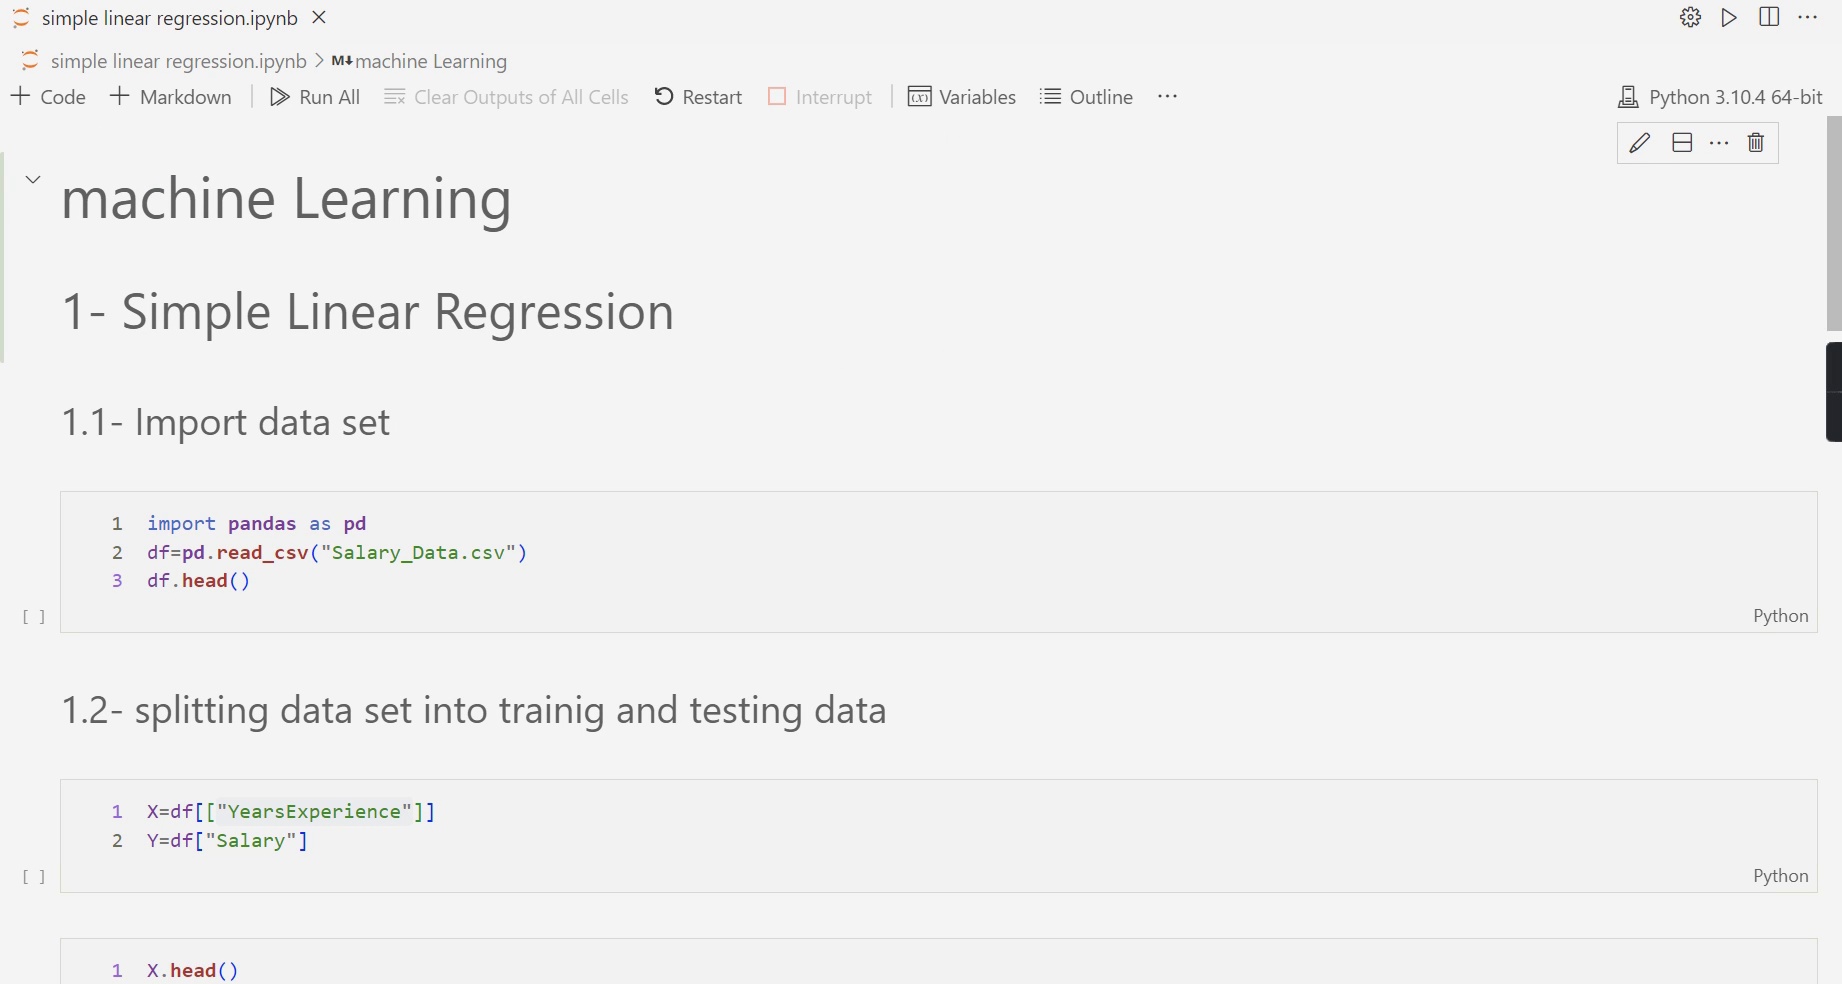 simple linear regression.ipynb
simple linear regression.ipynb > M↓ machine Learning
+ Code + Markdown Run All Clear Outputs of All Cells Restart Interrupt (x) Variables Outline ... Python 3.10.4 64-bit
machine Learning
1- Simple Linear Regression
1.1- Import data set
1 import pandas as pd
2 df=pd.read_csv("Salary_Data.csv")
3 df.head()
[ ]
Python
1.2- splitting data set into trainig and testing data
1 X=df[["YearsExperience"]]
2 Y=df["Salary"]
[ ]
Python
1 X.head()